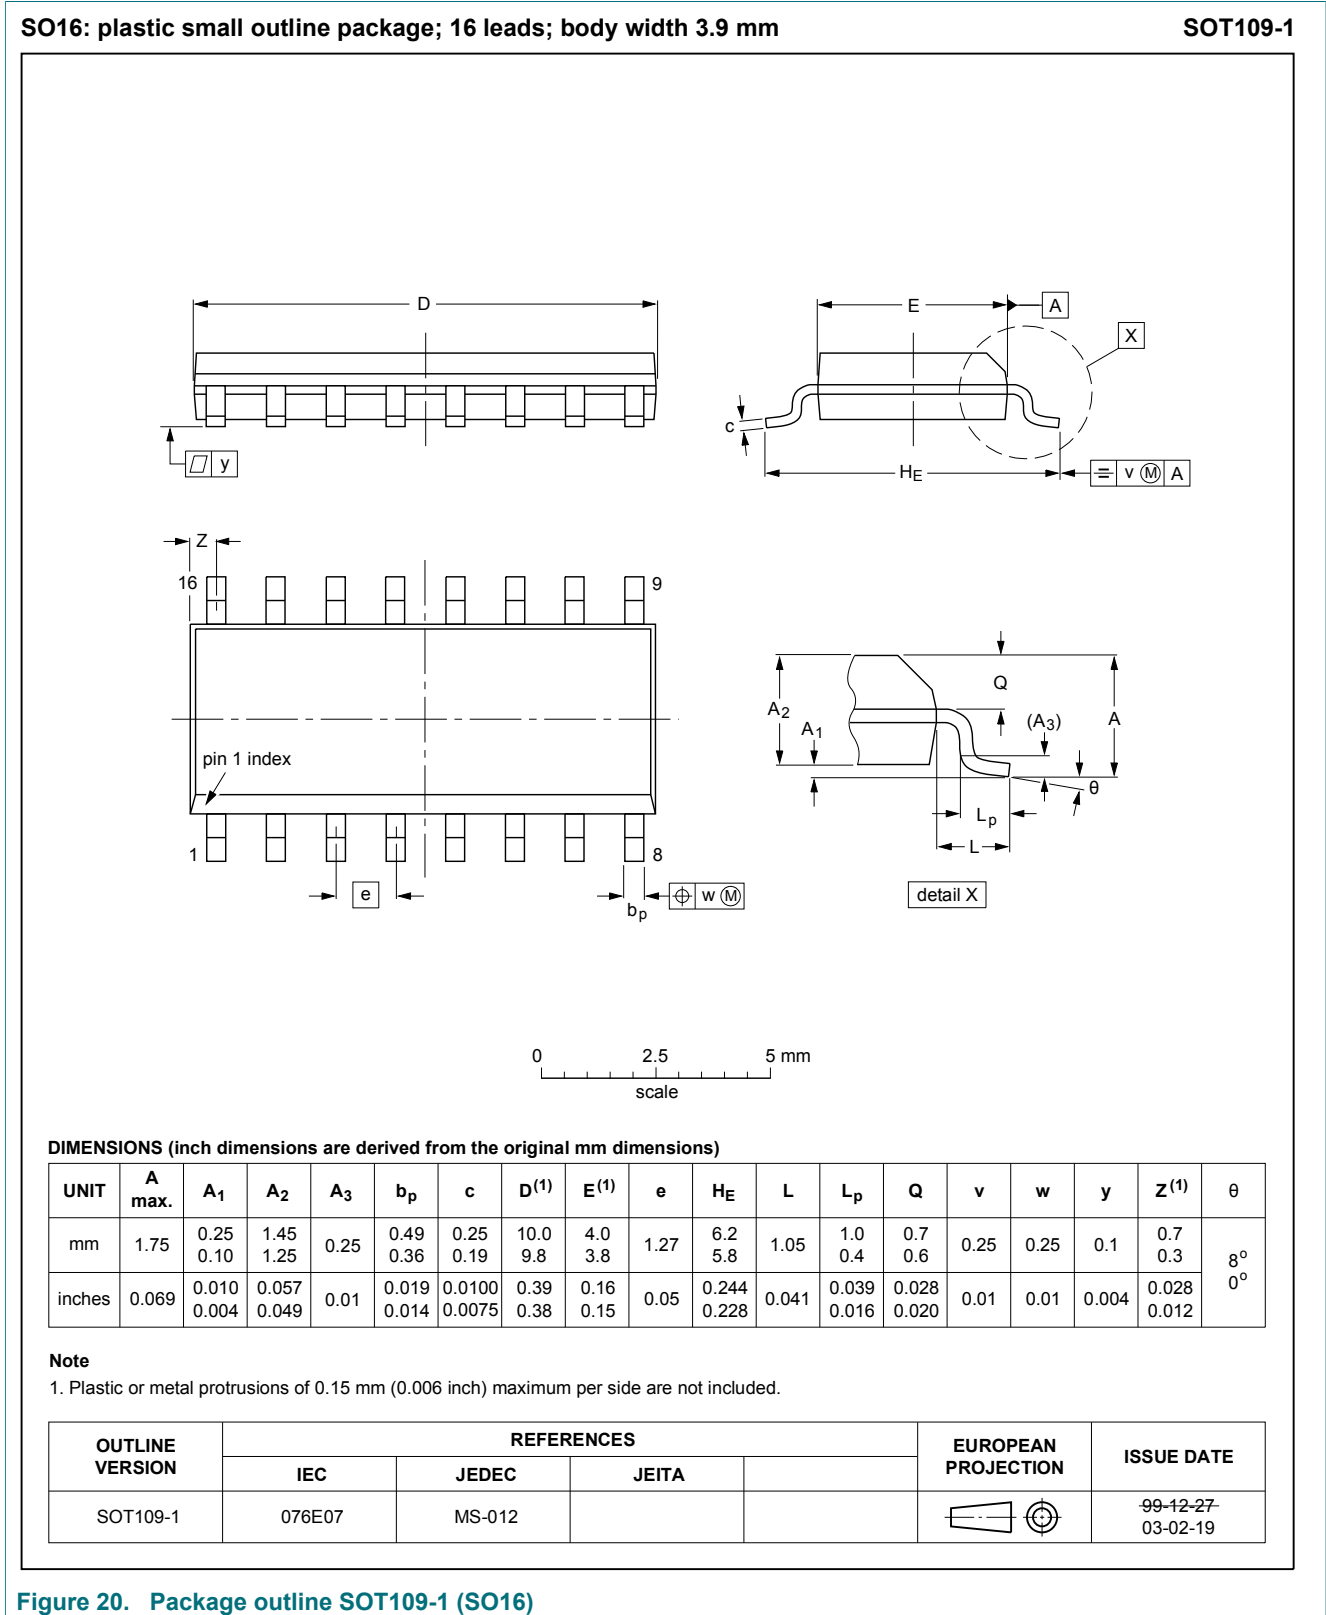 SO16: plastic small outline package; 16 leads; body width 3.9 mm SOT109-1
D
E
A
X
c
y
HE
v M A
Z
16
9
pin 1 index
1
8
e
bp
w M
A2
A1
Q
(A3)
A
θ
Lp
L
detail X
0 2.5 5 mm
scale
DIMENSIONS (inch dimensions are derived from the original mm dimensions)
UNIT A max. A1 A2 A3 bp c D(1) E(1) e HE L Lp Q v w y Z(1) θ
mm 1.75 0.25 0.10 1.45 1.25 0.25 0.49 0.36 0.25 0.19 10.0 9.8 4.0 3.8 1.27 6.2 5.8 1.05 1.0 0.4 0.7 0.6 0.25 0.25 0.1 0.7 0.3 8o 0o
inches 0.069 0.010 0.004 0.057 0.049 0.01 0.019 0.014 0.0100 0.0075 0.39 0.38 0.16 0.15 0.05 0.244 0.228 0.041 0.039 0.016 0.028 0.020 0.01 0.01 0.004 0.028 0.012
Note
1. Plastic or metal protrusions of 0.15 mm (0.006 inch) maximum per side are not included.
OUTLINE VERSION REFERENCES EUROPEAN PROJECTION ISSUE DATE
IEC JEDEC JEITA
SOT109-1 076E07 MS-012 99-12-27 03-02-19
Figure 20. Package outline SOT109-1 (SO16)